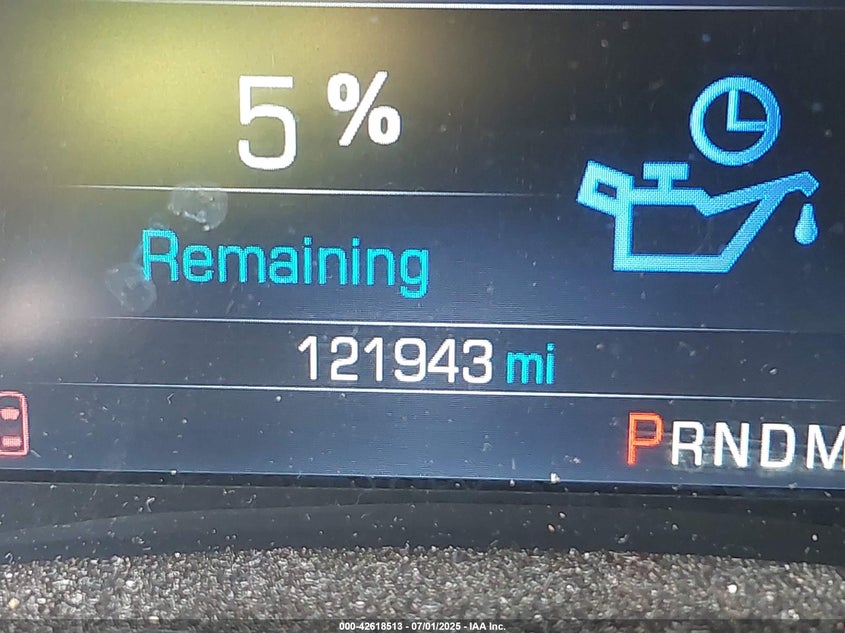 5 %
Remaining
121943 mi
PRNDM
000-42618513 - 07/01/2025 - IAA Inc.